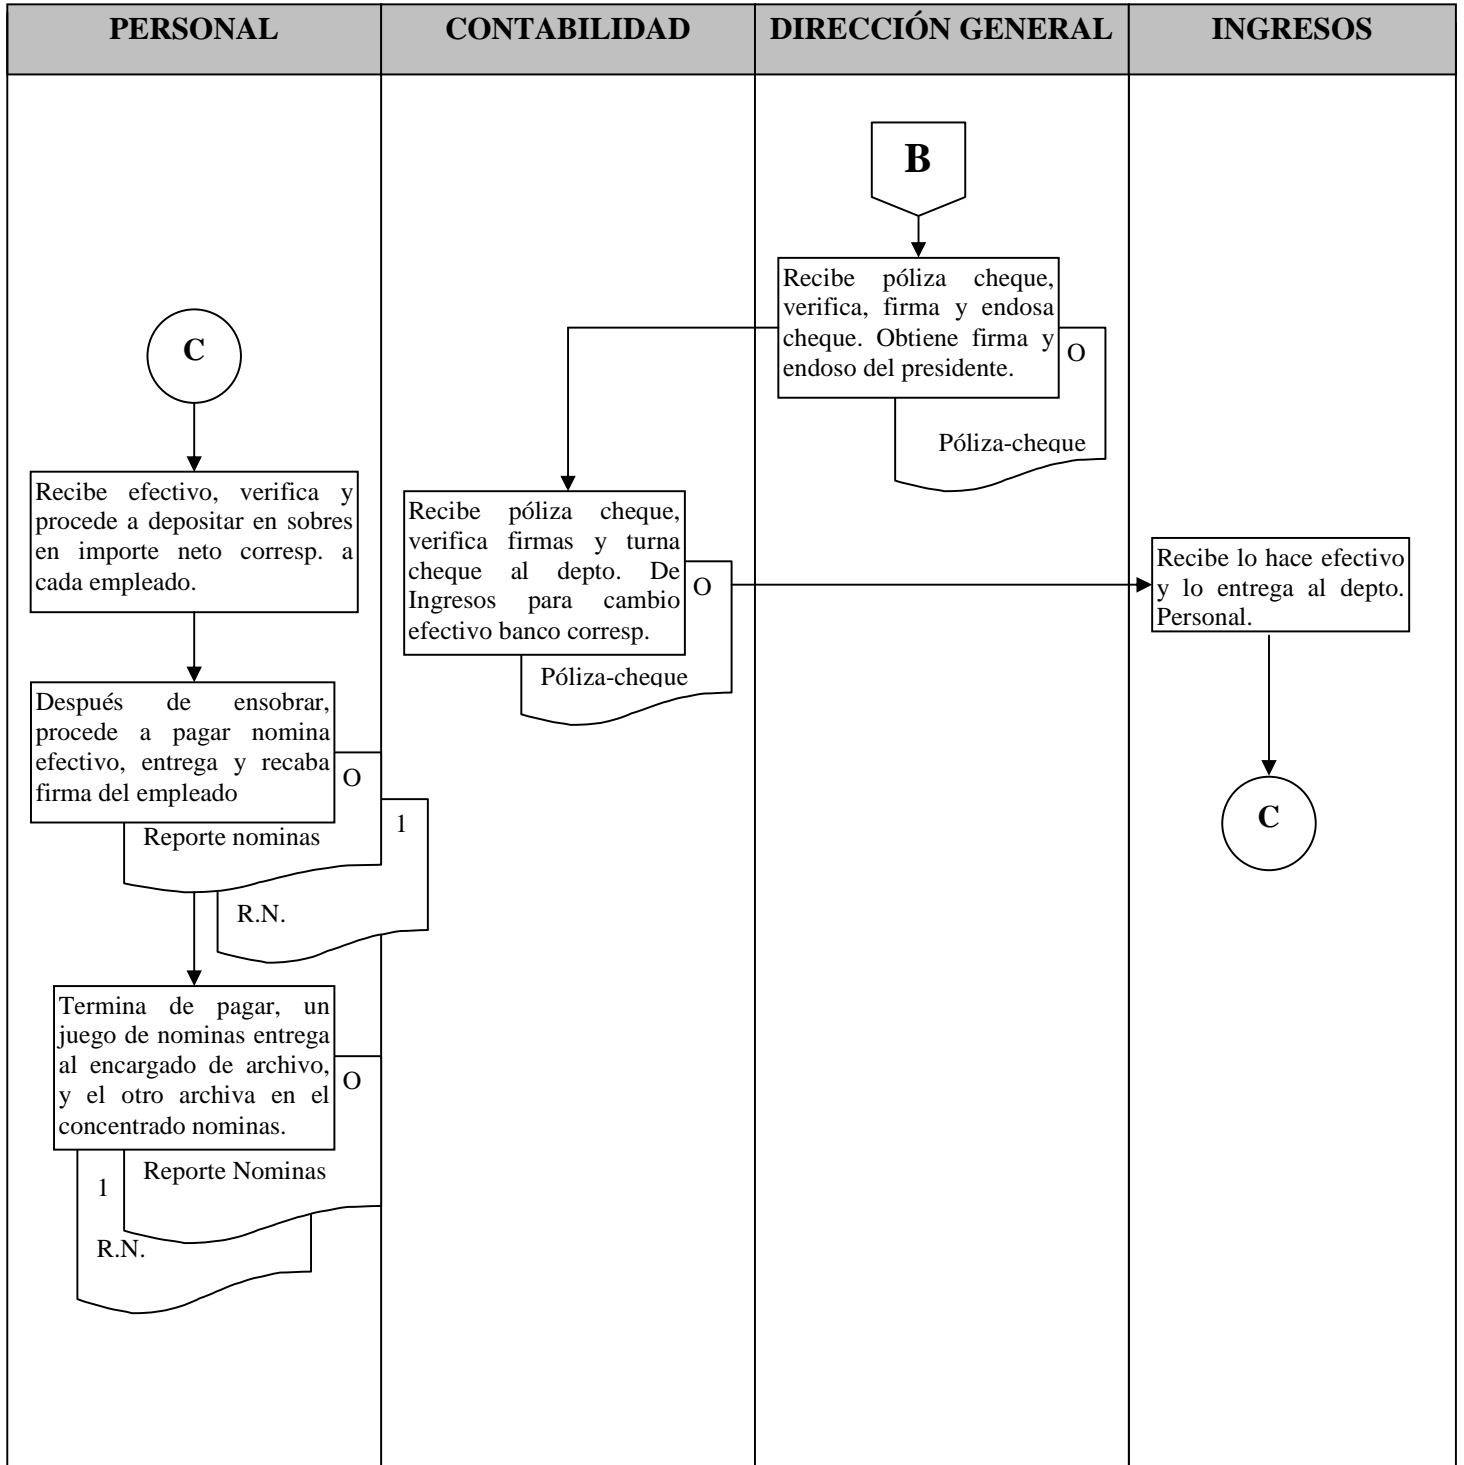 PERSONAL
CONTABILIDAD
DIRECCIÓN GENERAL
INGRESOS
B
Recibe póliza cheque,
verifica, firma y endosa
cheque. Obtiene firma y
endoso del presidente.
O
Póliza-cheque
C
Recibe efectivo, verifica y
procede a depositar en sobres
en importe neto corresp. a
cada empleado.
Recibe póliza cheque,
verifica firmas y turna
cheque al depto. De
Ingresos para cambio
efectivo banco corresp.
O
Póliza-cheque
Recibe lo hace efectivo
y lo entrega al depto.
Personal.
C
Después de ensobrar,
procede a pagar nomina
efectivo, entrega y recaba
firma del empleado
O
Reporte nominas
1
R.N.
Termina de pagar, un
juego de nominas entrega
al encargado de archivo,
y el otro archiva en el
concentrado nominas.
O
Reporte Nominas
1
R.N.